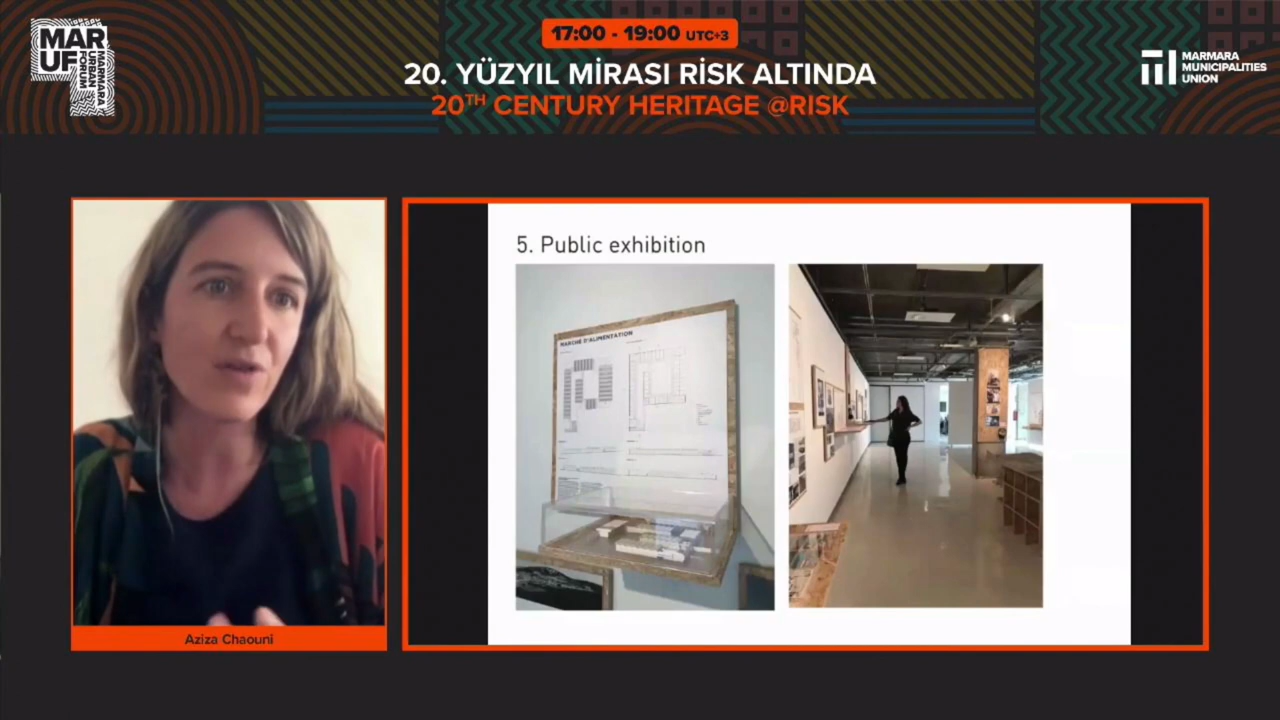 MAR
UF
MARMARA
URBAN
FORUM
17:00 - 19:00 UTC+3
20. YÜZYIL MİRASI RİSK ALTINDA
20TH CENTURY HERITAGE @RISK
MARMARA
MUNICIPALITIES
UNION
5. Public exhibition
MARCHÉ D'ALIMENTATION
Aziza Chaouni